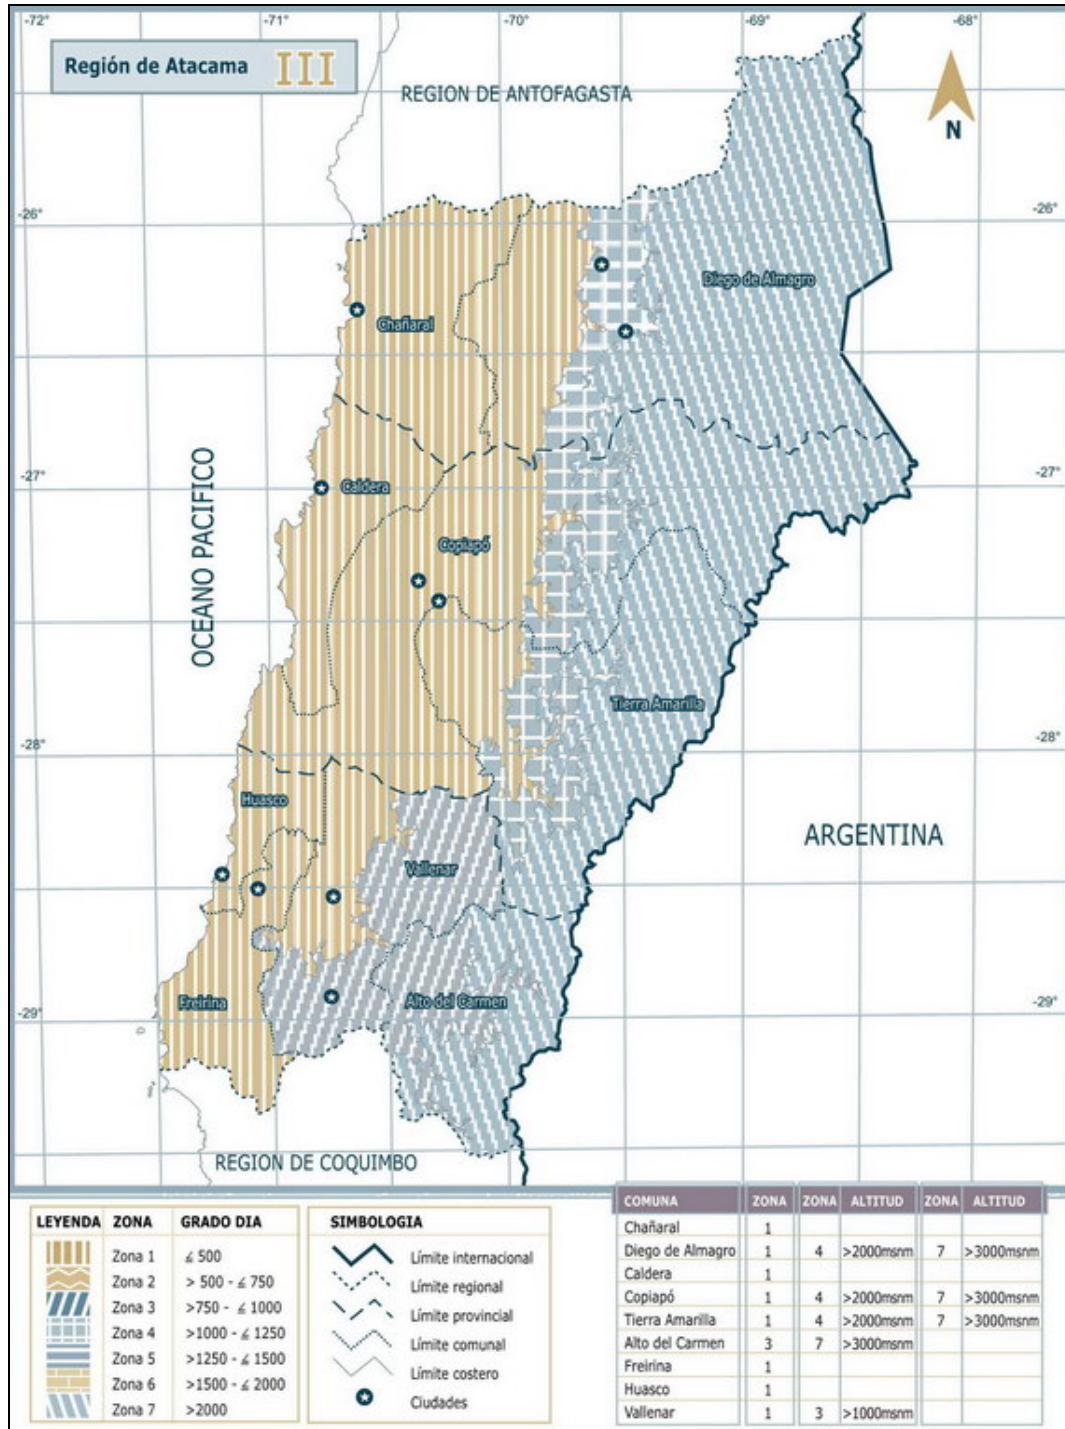 -72°
-71°
-70°
-69°
-68°
Región de Atacama III
REGION DE ANTOFAGASTA
N
-26°
-26°
Diego de Almagro
Chañaral
OCEANO PACIFICO
-27°
-27°
Caldera
Copiapó
Tierra Amarilla
-28°
-28°
Huasco
ARGENTINA
Vallenar
Freirina
Alto del Carmen
-29°
-29°
REGION DE COQUIMBO
LEYENDA ZONA GRADO DIA
Zona 1 ≤ 500
Zona 2 > 500 - ≤ 750
Zona 3 >750 - ≤ 1000
Zona 4 >1000 - ≤ 1250
Zona 5 >1250 - ≤ 1500
Zona 6 >1500 - ≤ 2000
Zona 7 >2000
SIMBOLOGIA
Límite internacional
Límite regional
Límite provincial
Límite comunal
Límite costero
Ciudades
COMUNA ZONA ZONA ALTITUD ZONA ALTITUD
Chañaral 1
Diego de Almagro 1 4 >2000msnm 7 >3000msnm
Caldera 1
Copiapó 1 4 >2000msnm 7 >3000msnm
Tierra Amarilla 1 4 >2000msnm 7 >3000msnm
Alto del Carmen 3 7 >3000msnm
Freirina 1
Huasco 1
Vallenar 1 3 >1000msnm